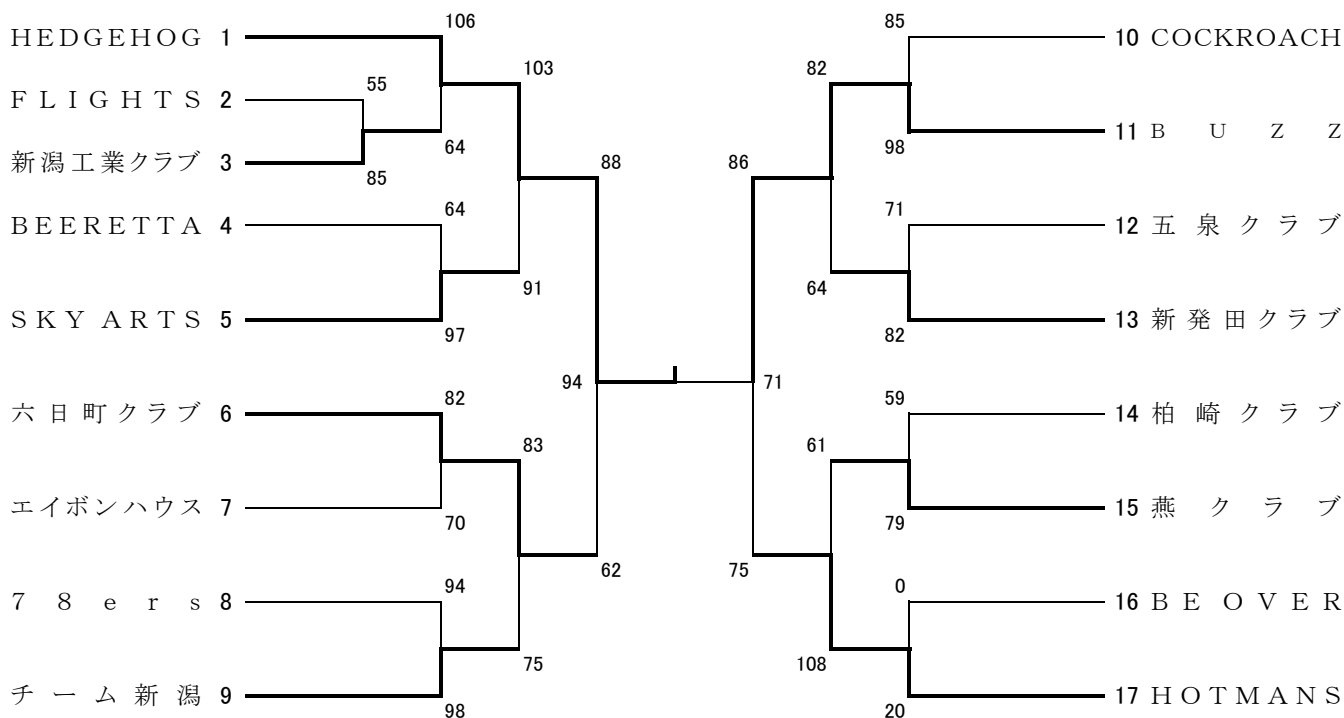 HEDGEHOG 1
106
FLIGHTS 2
55
103
新潟工業クラブ 3
85
64
88
BEERETTA 4
64
91
SKY ARTS 5
97
94
六日町クラブ 6
82
83
エイボンハウス 7
70
62
78ers 8
94
75
チーム新潟 9
98
85
10 COCKROACH
82
11 BUZZ
98
86
71
12 五泉クラブ
64
13 新発田クラブ
82
71
59
14 柏崎クラブ
61
15 燕クラブ
79
75
0
16 BE OVER
108
17 HOTMANS
20